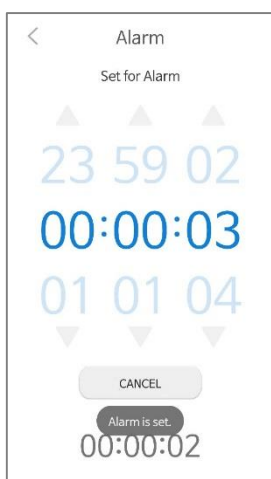 Alarm
Set for Alarm
23 59 02
00:00:03
01 01 04
CANCEL
Alarm is set.
00:00:02